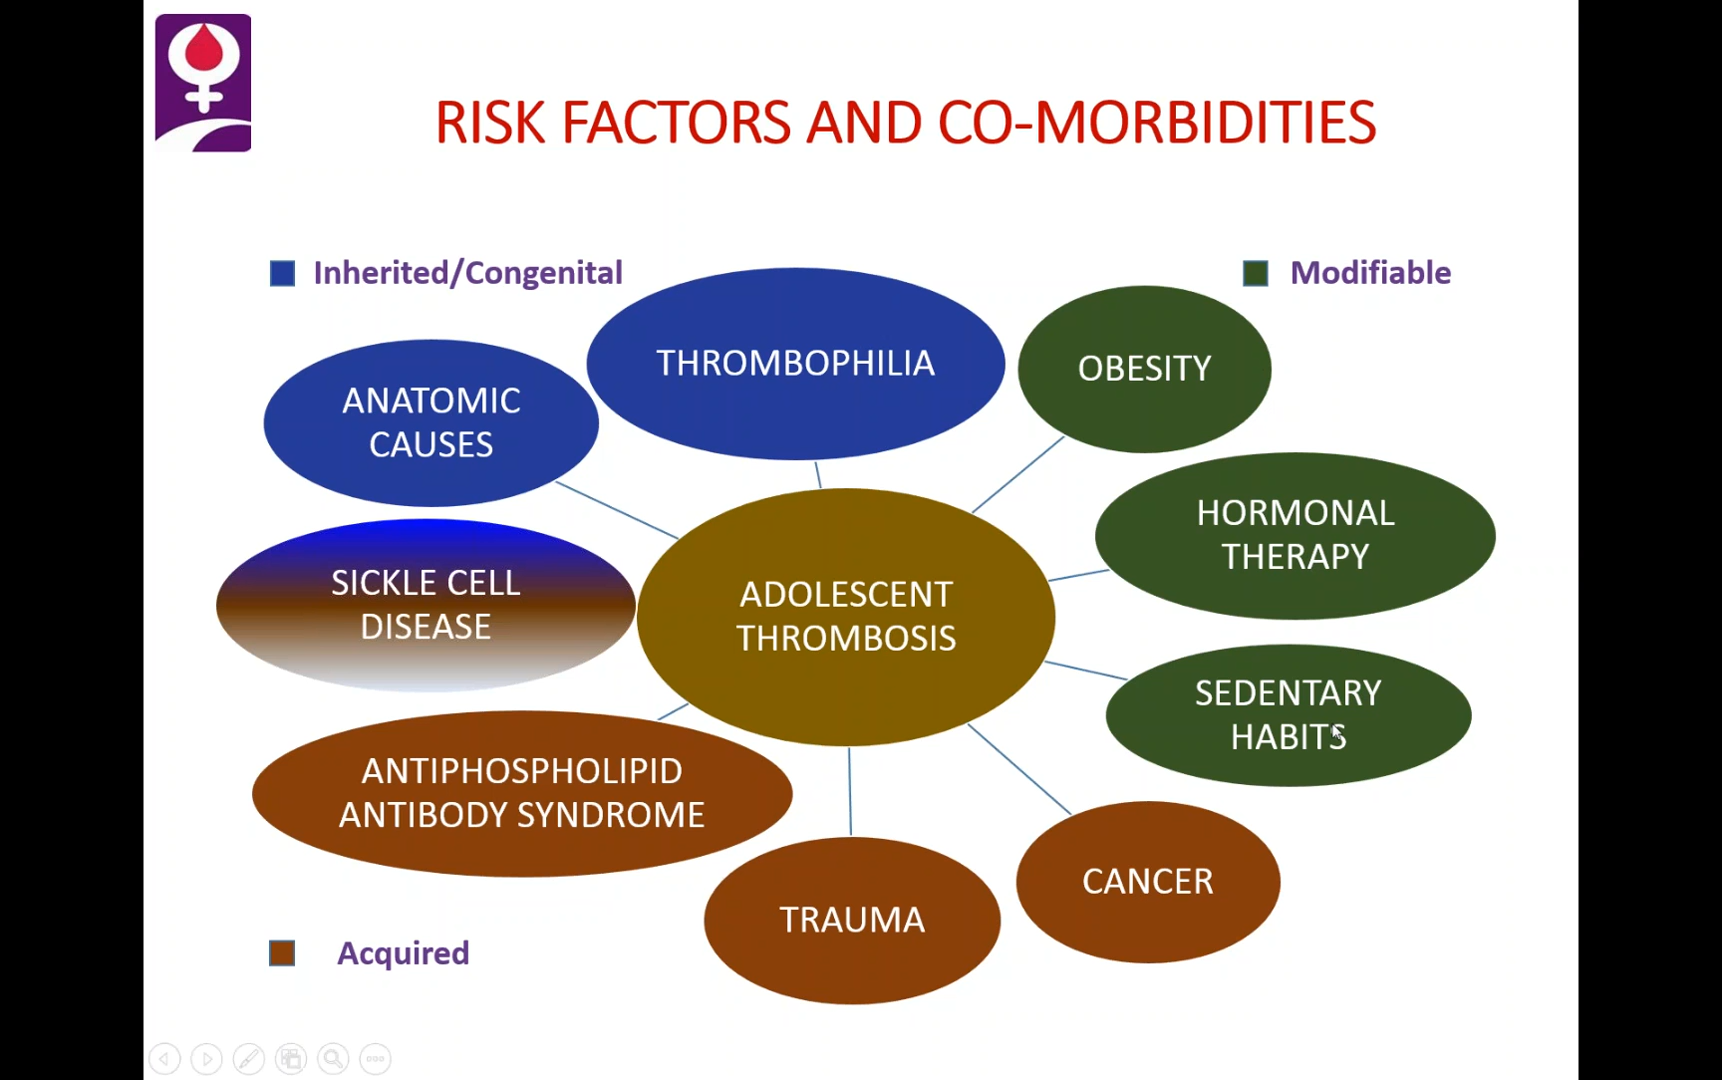 RISK FACTORS AND CO-MORBIDITIES
Inherited/Congenital
Modifiable
THROMBOPHILIA
OBESITY
ANATOMIC
CAUSES
HORMONAL
THERAPY
SICKLE CELL
DISEASE
ADOLESCENT
THROMBOSIS
SEDENTARY
HABITS
ANTIPHOSPHOLIPID
ANTIBODY SYNDROME
CANCER
TRAUMA
Acquired